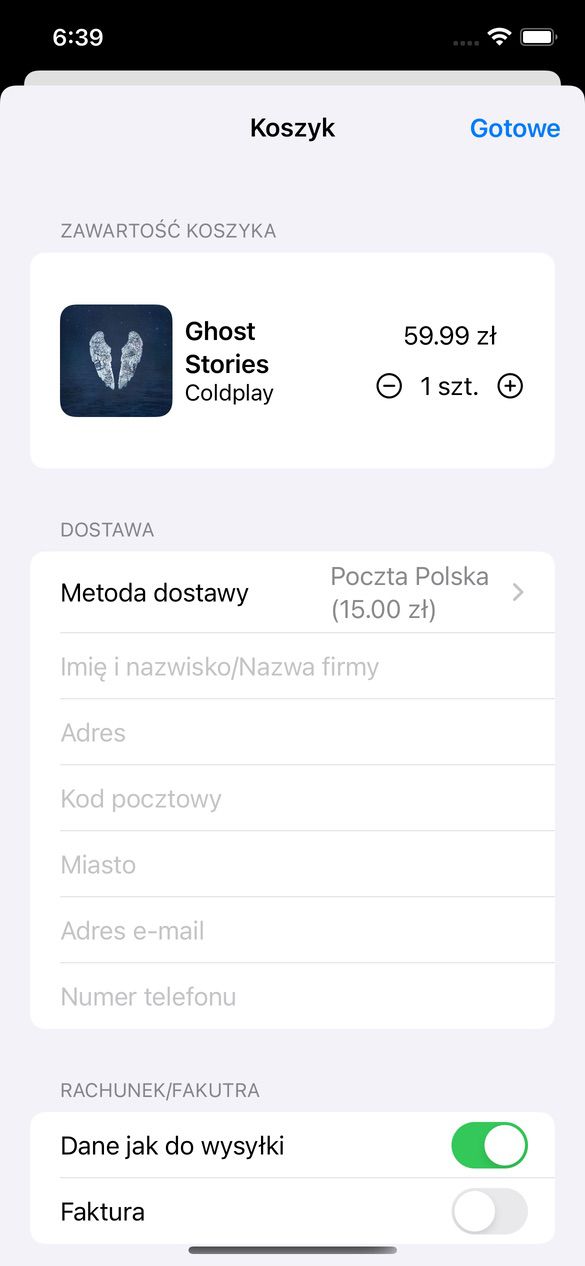 6:39
Koszyk
Gotowe
ZAWARTOŚĆ KOSZYKA
Ghost
Stories
Coldplay
59.99 zł
1 szt.
DOSTAWA
Metoda dostawy
Poczta Polska
(15.00 zł)
Imię i nazwisko/Nazwa firmy
Adres
Kod pocztowy
Miasto
Adres e-mail
Numer telefonu
RACHUNEK/FAKUTRA
Dane jak do wysyłki
Faktura